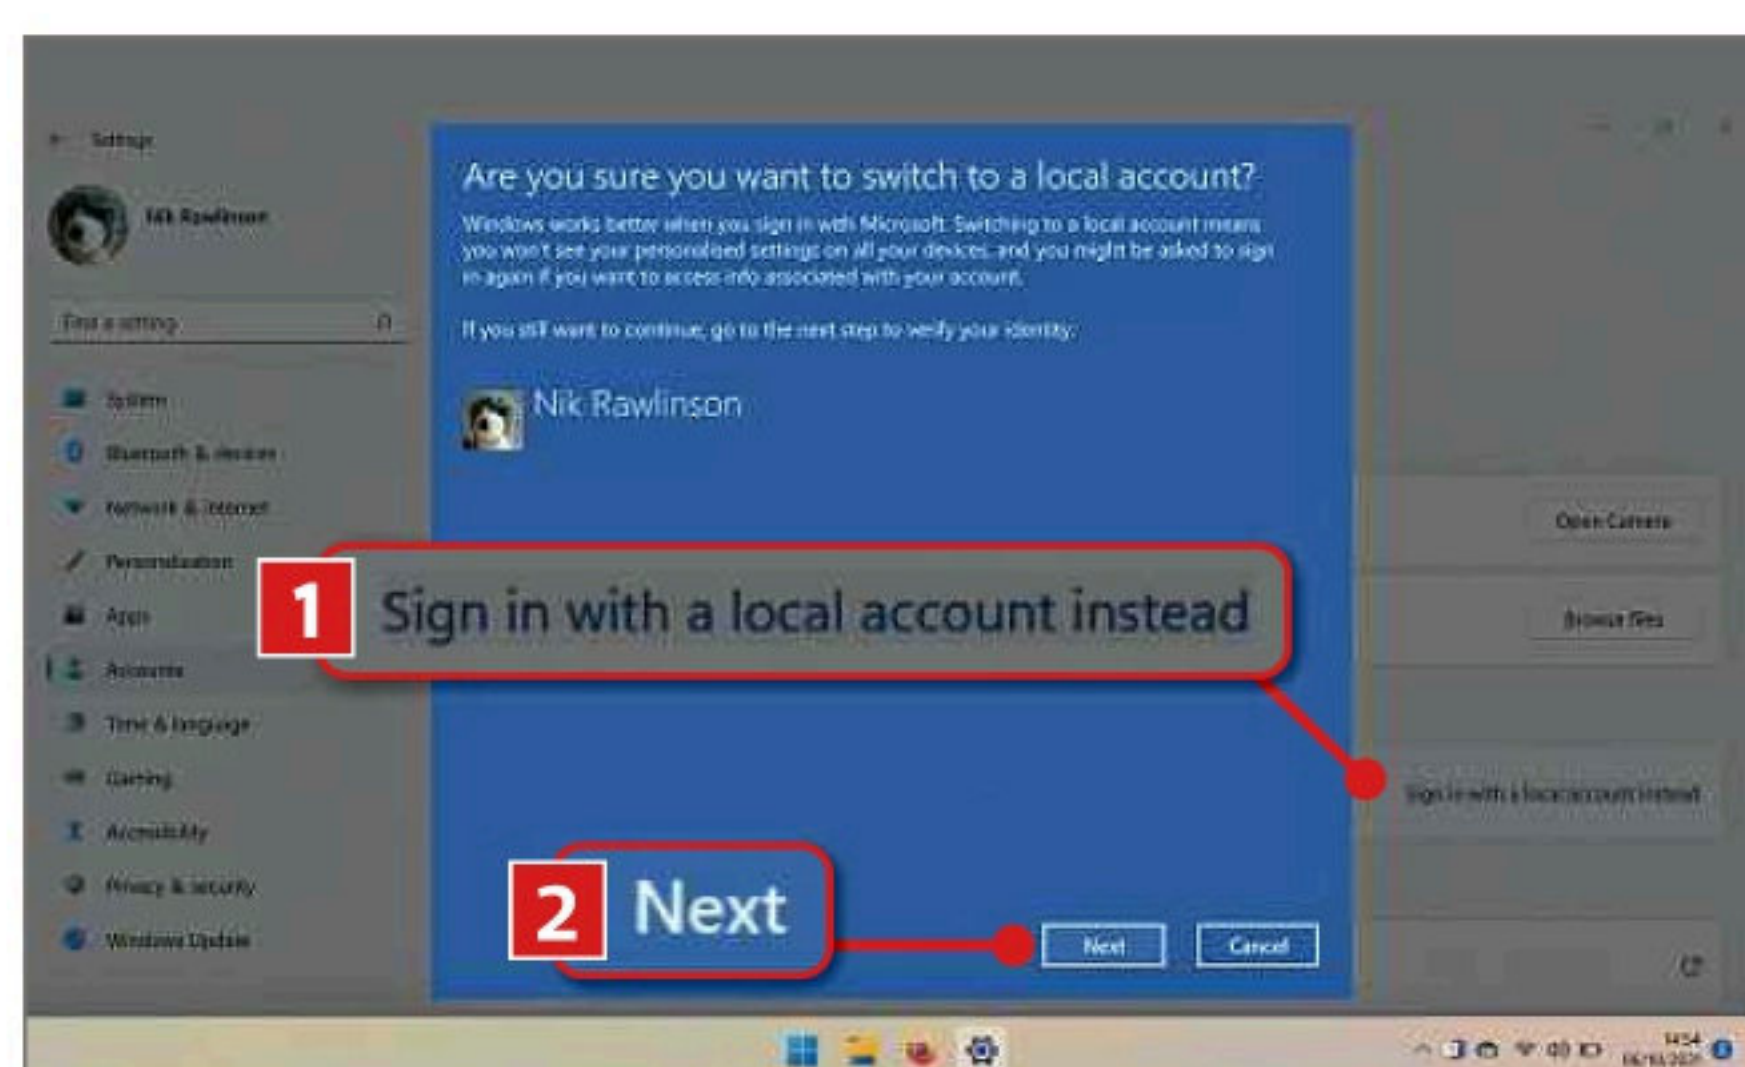 Settings
Nik Rawlinson
Find a setting
System
Bluetooth & devices
Network & internet
Personalisation
Apps
Accounts
Time & language
Gaming
Accessibility
Privacy & security
Windows Update
Are you sure you want to switch to a local account?
Windows works better when you sign in with Microsoft. Switching to a local account means
you won't see your personalised settings on all your devices, and you might be asked to sign
in again if you want to access info associated with your account.
If you still want to continue, go to the next step to verify your identity.
Nik Rawlinson
1 Sign in with a local account instead
2 Next
Next Cancel
Open Camera
Browse files
Sign in with a local account instead
14:54